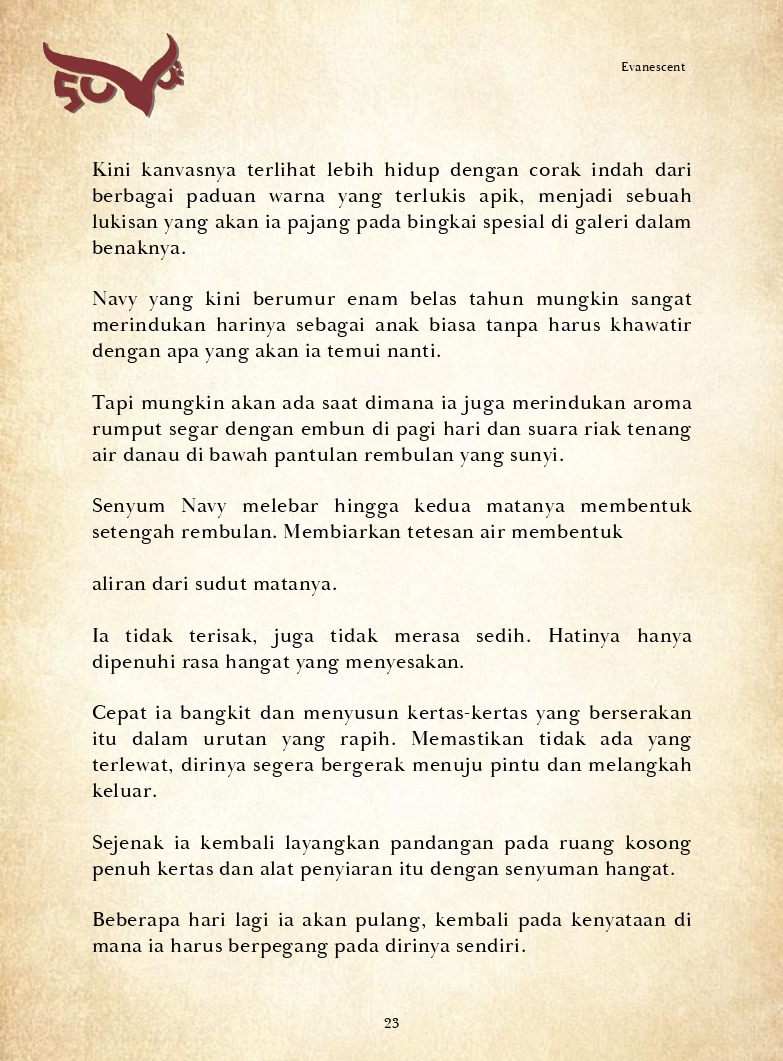 Evanescent
Kini kanvasnya terlihat lebih hidup dengan corak indah dari
berbagai paduan warna yang terlukis apik, menjadi sebuah
lukisan yang akan ia pajang pada bingkai spesial di galeri dalam
benaknya.
Navy yang kini berumur enam belas tahun mungkin sangat
merindukan harinya sebagai anak biasa tanpa harus khawatir
dengan apa yang akan ia temui nanti.
Tapi mungkin akan ada saat dimana ia juga merindukan aroma
rumput segar dengan embun di pagi hari dan suara riak tenang
air danau di bawah pantulan rembulan yang sunyi.
Senyum Navy melebar hingga kedua matanya membentuk
setengah rembulan. Membiarkan tetesan air membentuk
aliran dari sudut matanya.
Ia tidak terisak, juga tidak merasa sedih. Hatinya hanya
dipenuhi rasa hangat yang menyesakan.
Cepat ia bangkit dan menyusun kertas-kertas yang berserakan
itu dalam urutan yang rapih. Memastikan tidak ada yang
terlewat, dirinya segera bergerak menuju pintu dan melangkah
keluar.
Sejenak ia kembali layangkan pandangan pada ruang kosong
penuh kertas dan alat penyiaran itu dengan senyuman hangat.
Beberapa hari lagi ia akan pulang, kembali pada kenyataan di
mana ia harus berpegang pada dirinya sendiri.
23